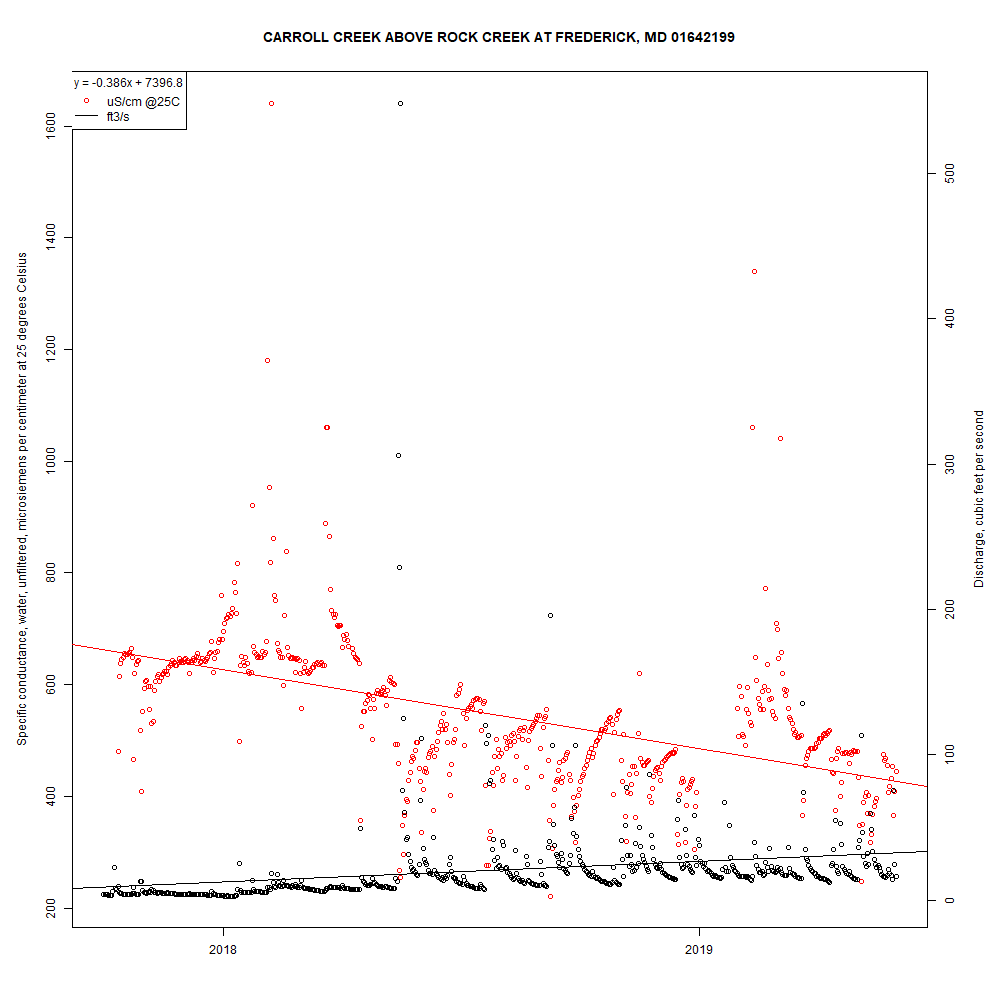 CARROLL CREEK ABOVE ROCK CREEK AT FREDERICK, MD 01642199
y = -0.386x + 7396.8
uS/cm @25C
ft3/s
Specific conductance, water, unfiltered, microsiemens per centimeter at 25 degrees Celsius
1600
1400
1200
1000
800
600
400
200
2018
2019
500
400
300
200
100
0
Discharge, cubic feet per second